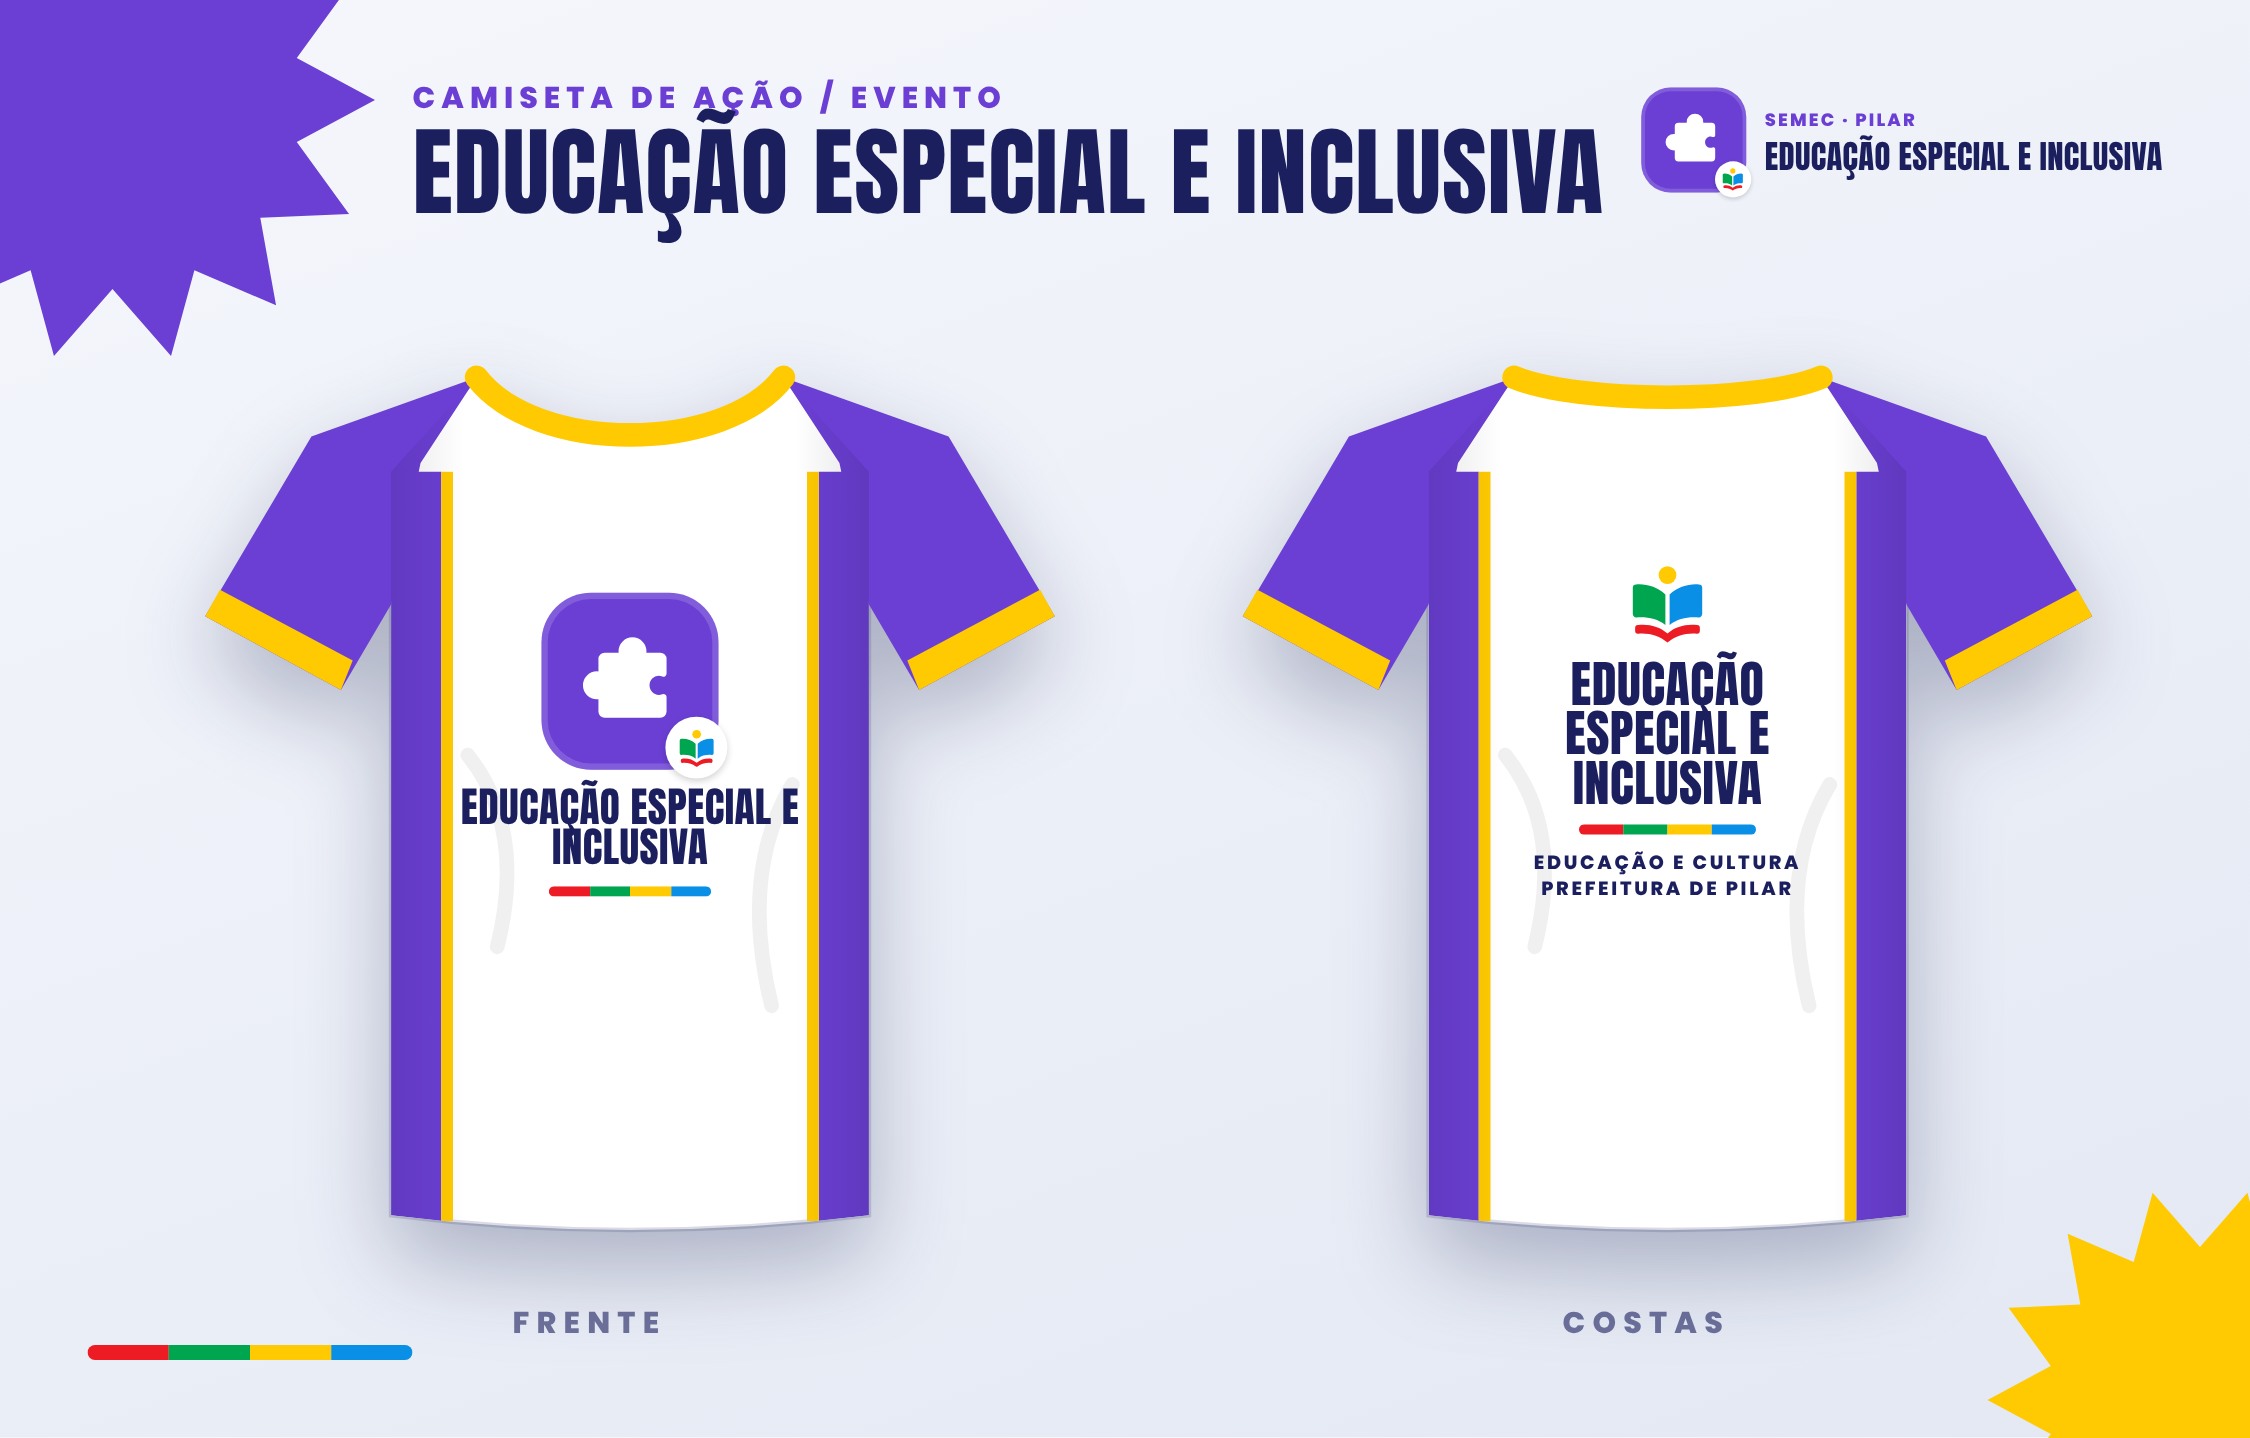 CAMISETA DE AÇÃO / EVENTO
EDUCAÇÃO ESPECIAL E INCLUSIVA
SEMEC · PILAR
EDUCAÇÃO ESPECIAL E INCLUSIVA
EDUCAÇÃO ESPECIAL E
INCLUSIVA
EDUCAÇÃO
ESPECIAL E
INCLUSIVA
EDUCAÇÃO E CULTURA
PREFEITURA DE PILAR
FRENTE
COSTAS